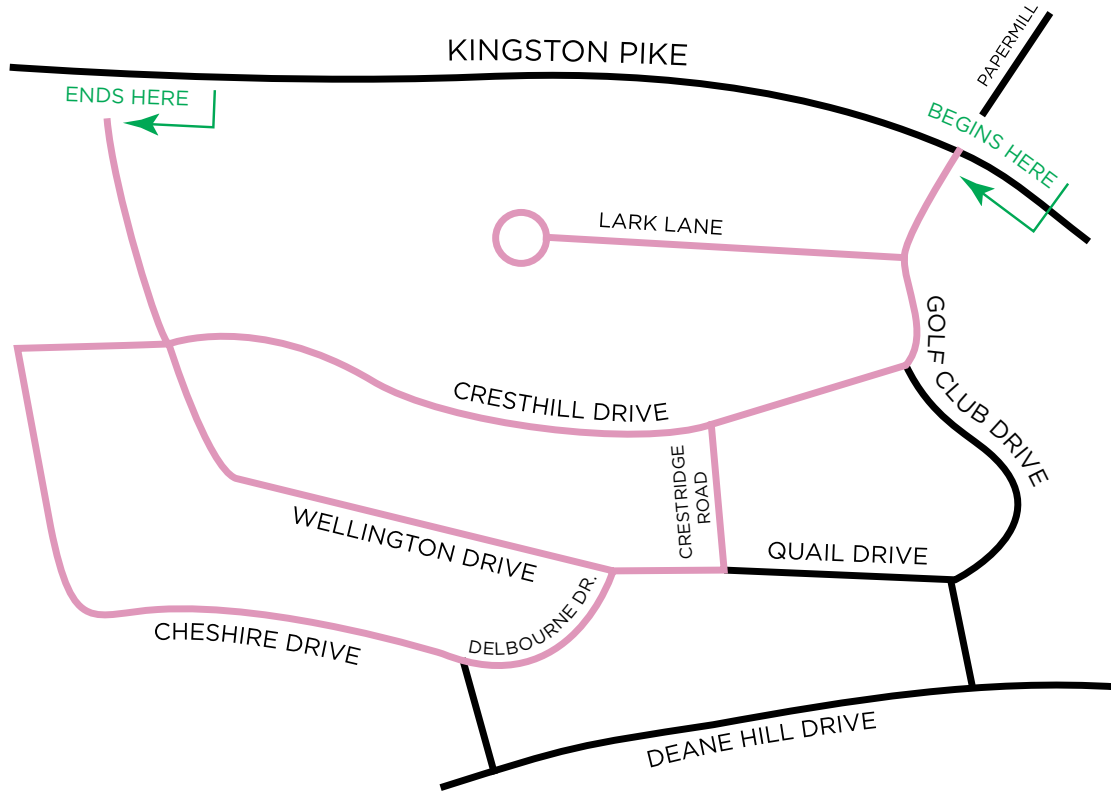 KINGSTON PIKE
PAPERMILL
ENDS HERE
BEGINS HERE
LARK LANE
GOLF CLUB DRIVE
CRESTHILL DRIVE
CRESTRIDGE
ROAD
WELLINGTON DRIVE
QUAIL DRIVE
DELBOURNE DR.
CHESHIRE DRIVE
DEANE HILL DRIVE